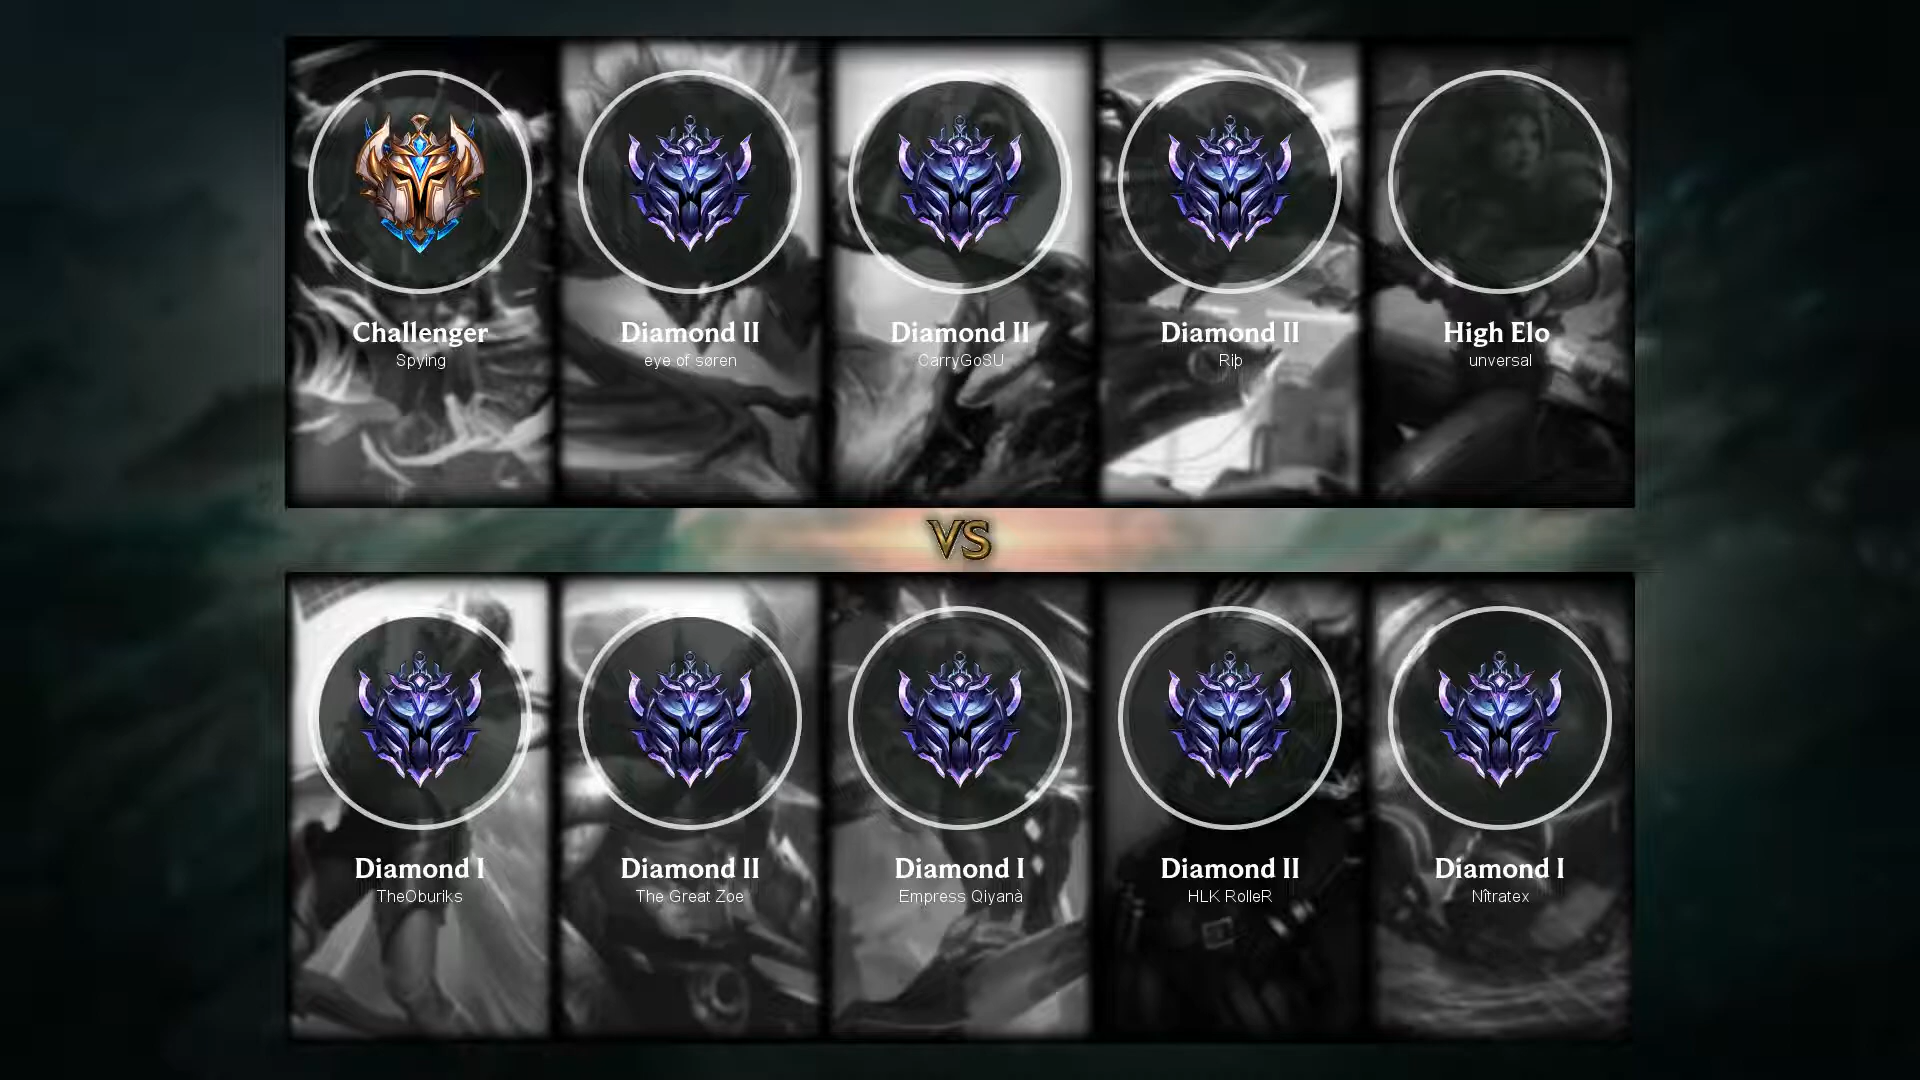 Challenger
Spying
Diamond II
eye of søren
Diamond II
CarryGoSU
Diamond II
Rib
High Elo
unversal
VS
Diamond I
TheOburiks
Diamond II
The Great Zoe
Diamond I
Empress Qiyanà
Diamond II
HLK RolleR
Diamond I
Nîtratex